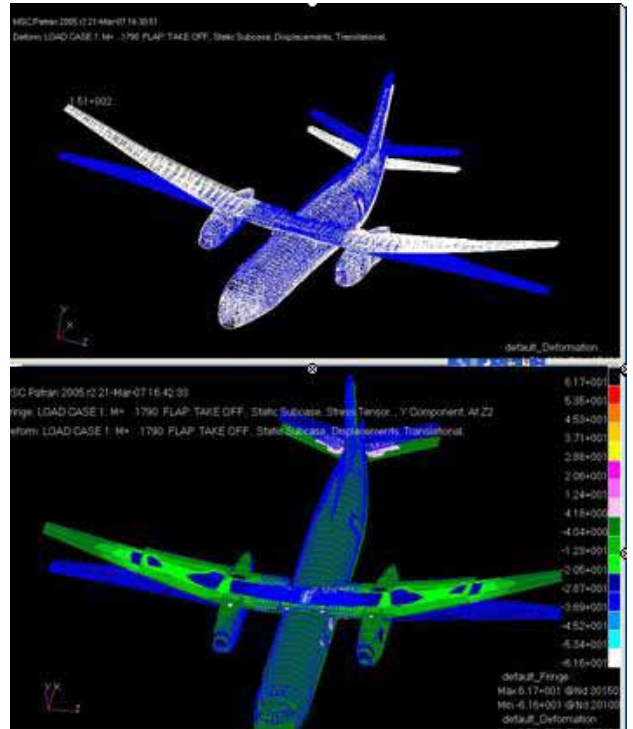 MSC.Patran 2005 r2 21-Mar-07 16:30:51
Deform: LOAD CASE 1: M+ .1790 FLAP: TAKE OFF, Static Subcase, Displacements, Translational,
1.51+002
Y
X
Z
default_Deformation
SC.Patran 2005 r2 21-Mar-07 16:42:33
ringe: LOAD CASE 1: M+ .1790 FLAP: TAKE OFF, Static Subcase, Stress Tensor, , Y Component, At Z2
eform: LOAD CASE 1: M+ .1790 FLAP: TAKE OFF, Static Subcase, Displacements, Translational,
6.17+001
5.35+001
4.53+001
3.71+001
2.88+001
2.06+001
1.24+001
4.16+000
-4.04+000
-1.23+001
-2.05+001
-2.87+001
-3.69+001
-4.52+001
-5.34+001
-6.16+001
default_Fringe
Max 6.17+001 @Nd
Min -6.16+001 @Nd
default_Deformation